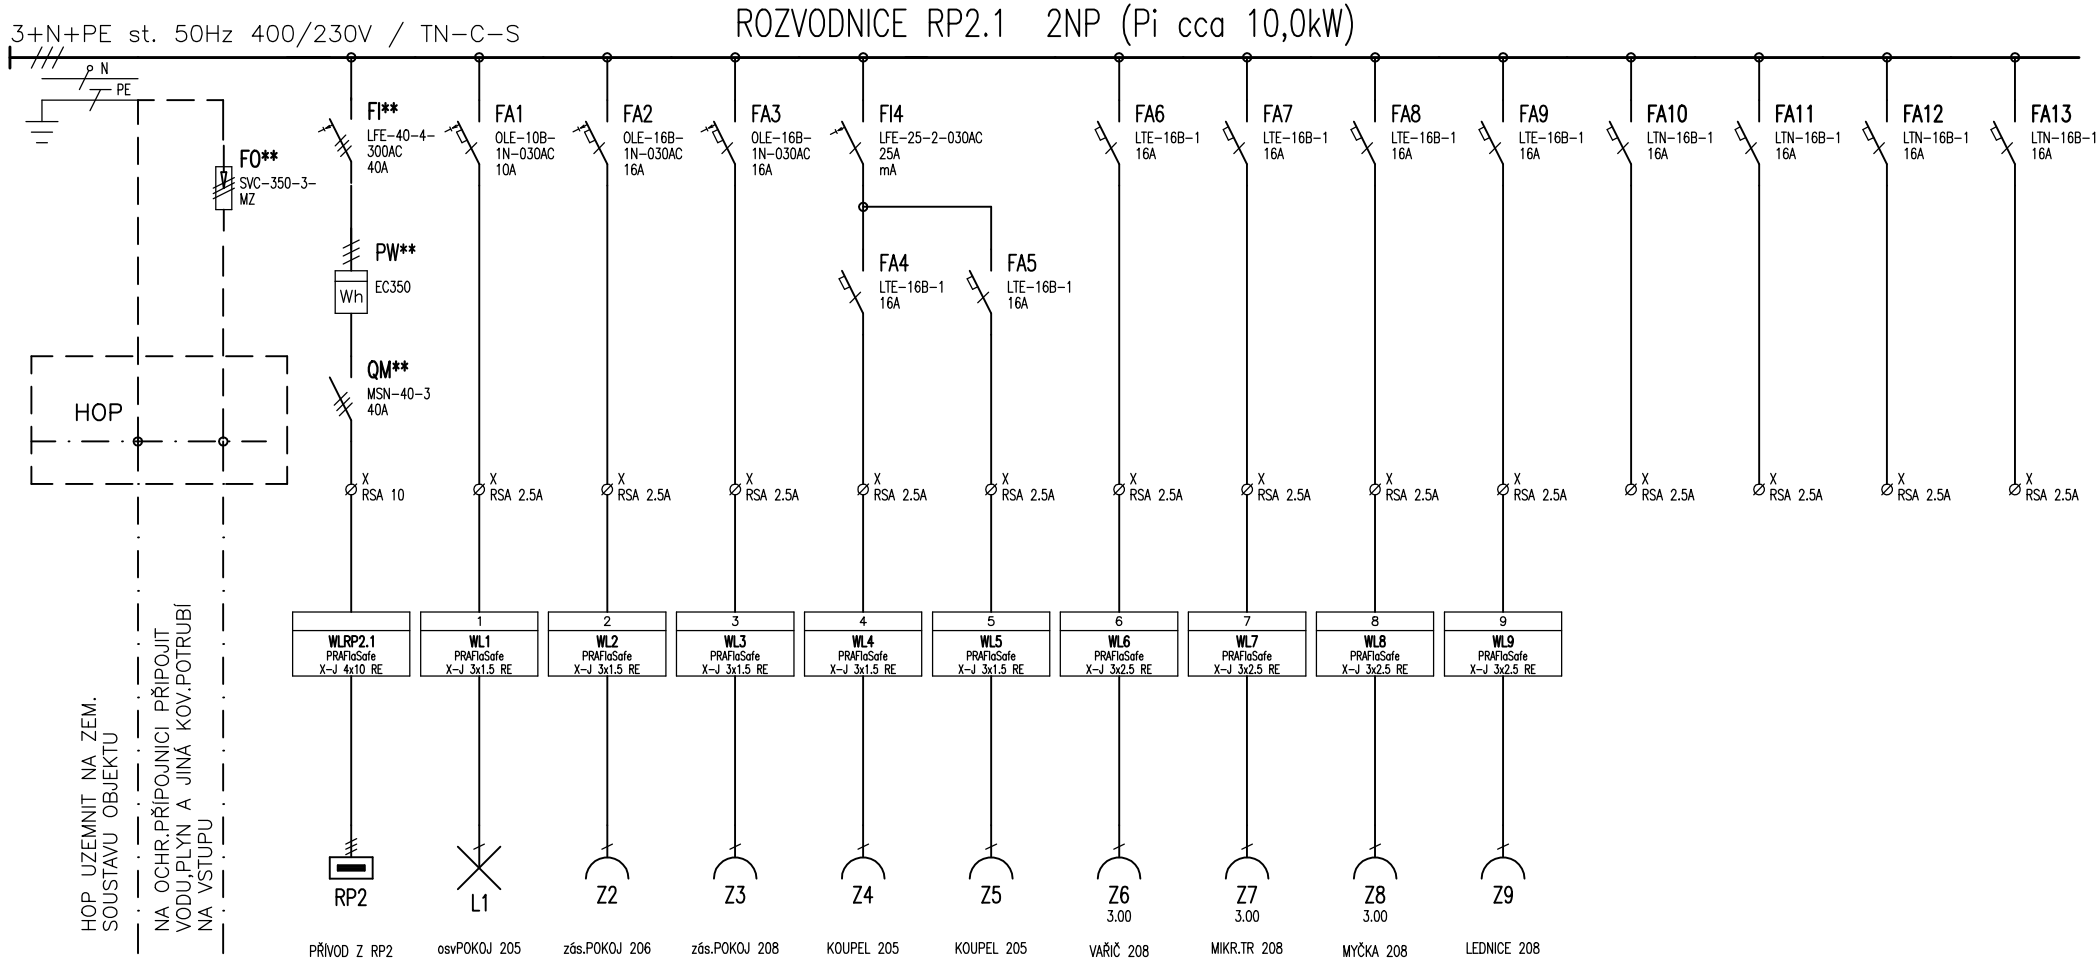 ROZVODNICE RP2.1 2NP (Pi cca 10,0kW)
3+N+PE st. 50Hz 400/230V / TN-C-S
N
PE
FO**
SVC-350-3-
MZ
HOP
HOP UZEMNIT NA ZEM.
SOUSTAVU OBJEKTU
NA OCHR.PŘÍPOJNICI PŘIPOJIT
VODU,PLYN A JINÁ KOV.POTRUBÍ
NA VSTUPU
FI**
LFE-40-4-
300AC
40A
PW**
Wh
EC350
QM**
MSN-40-3
40A
X
RSA 10
WLRP2.1
PRAFlaSafe
X-J 4x10 RE
RP2
PŘÍVOD Z RP2
FA1
OLE-10B-
1N-030AC
10A
X
RSA 2.5A
1
WL1
PRAFlaSafe
X-J 3x1.5 RE
L1
osvPOKOJ 205
FA2
OLE-16B-
1N-030AC
16A
X
RSA 2.5A
2
WL2
PRAFlaSafe
X-J 3x1.5 RE
Z2
zás.POKOJ 206
FA3
OLE-16B-
1N-030AC
16A
X
RSA 2.5A
3
WL3
PRAFlaSafe
X-J 3x1.5 RE
Z3
zás.POKOJ 208
FI4
LFE-25-2-030AC
25A
mA
FA4
LTE-16B-1
16A
X
RSA 2.5A
4
WL4
PRAFlaSafe
X-J 3x1.5 RE
Z4
KOUPEL 205
FA5
LTE-16B-1
16A
X
RSA 2.5A
5
WL5
PRAFlaSafe
X-J 3x1.5 RE
Z5
KOUPEL 205
FA6
LTE-16B-1
16A
X
RSA 2.5A
6
WL6
PRAFlaSafe
X-J 3x2.5 RE
Z6
3.00
VAŘIČ 208
FA7
LTE-16B-1
16A
X
RSA 2.5A
7
WL7
PRAFlaSafe
X-J 3x2.5 RE
Z7
3.00
MIKR.TR 208
FA8
LTE-16B-1
16A
X
RSA 2.5A
8
WL8
PRAFlaSafe
X-J 3x2.5 RE
Z8
3.00
MYČKA 208
FA9
LTE-16B-1
16A
X
RSA 2.5A
9
WL9
PRAFlaSafe
X-J 3x2.5 RE
Z9
LEDNICE 208
FA10
LTN-16B-1
16A
X
RSA 2.5A
FA11
LTN-16B-1
16A
X
RSA 2.5A
FA12
LTN-16B-1
16A
X
RSA 2.5A
FA13
LTN-16B-1
16A
X
RSA 2.5A